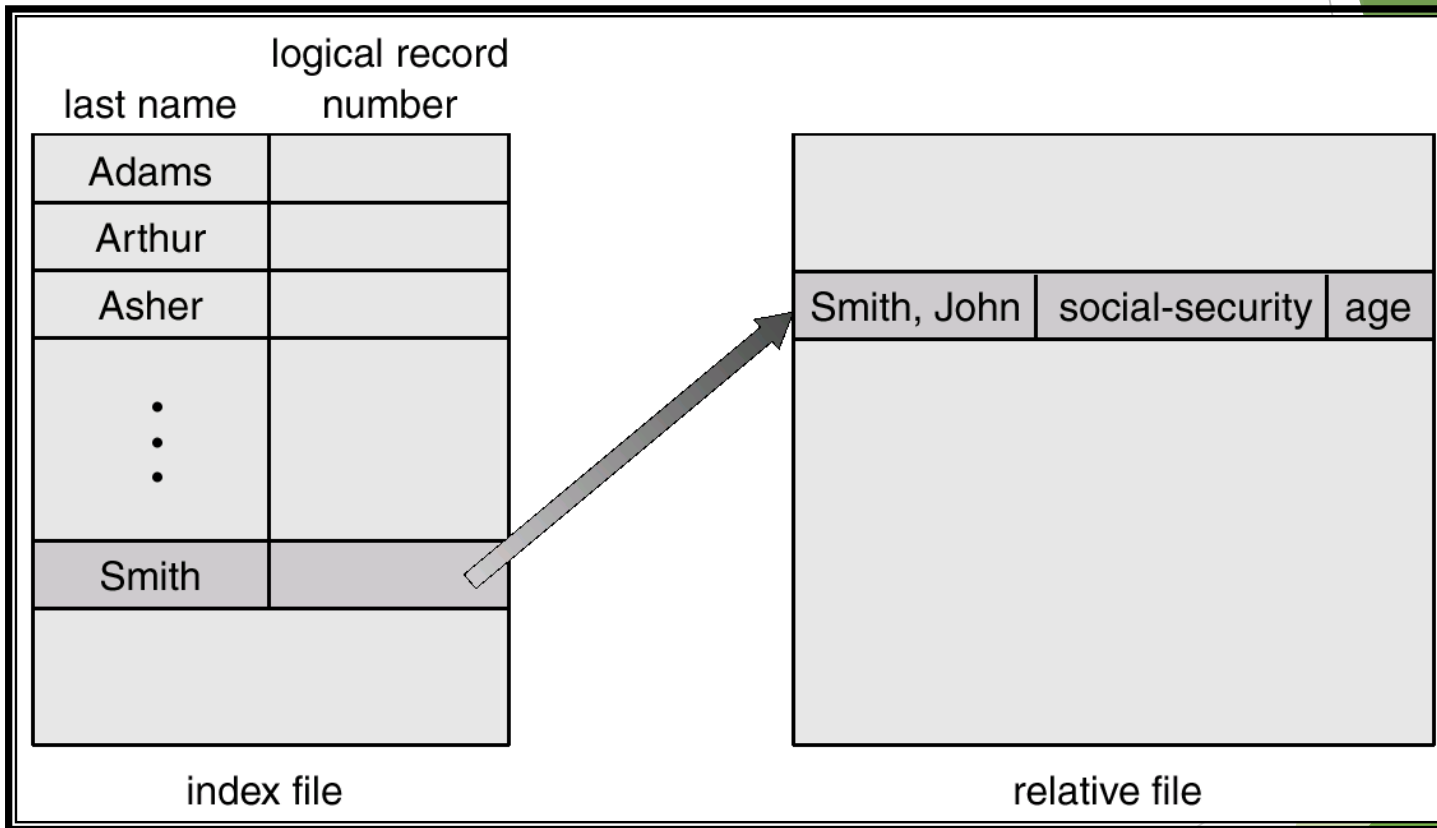 logical record
last name number
Adams
Arthur
Asher
Smith
Smith, John social-security age
index file
relative file